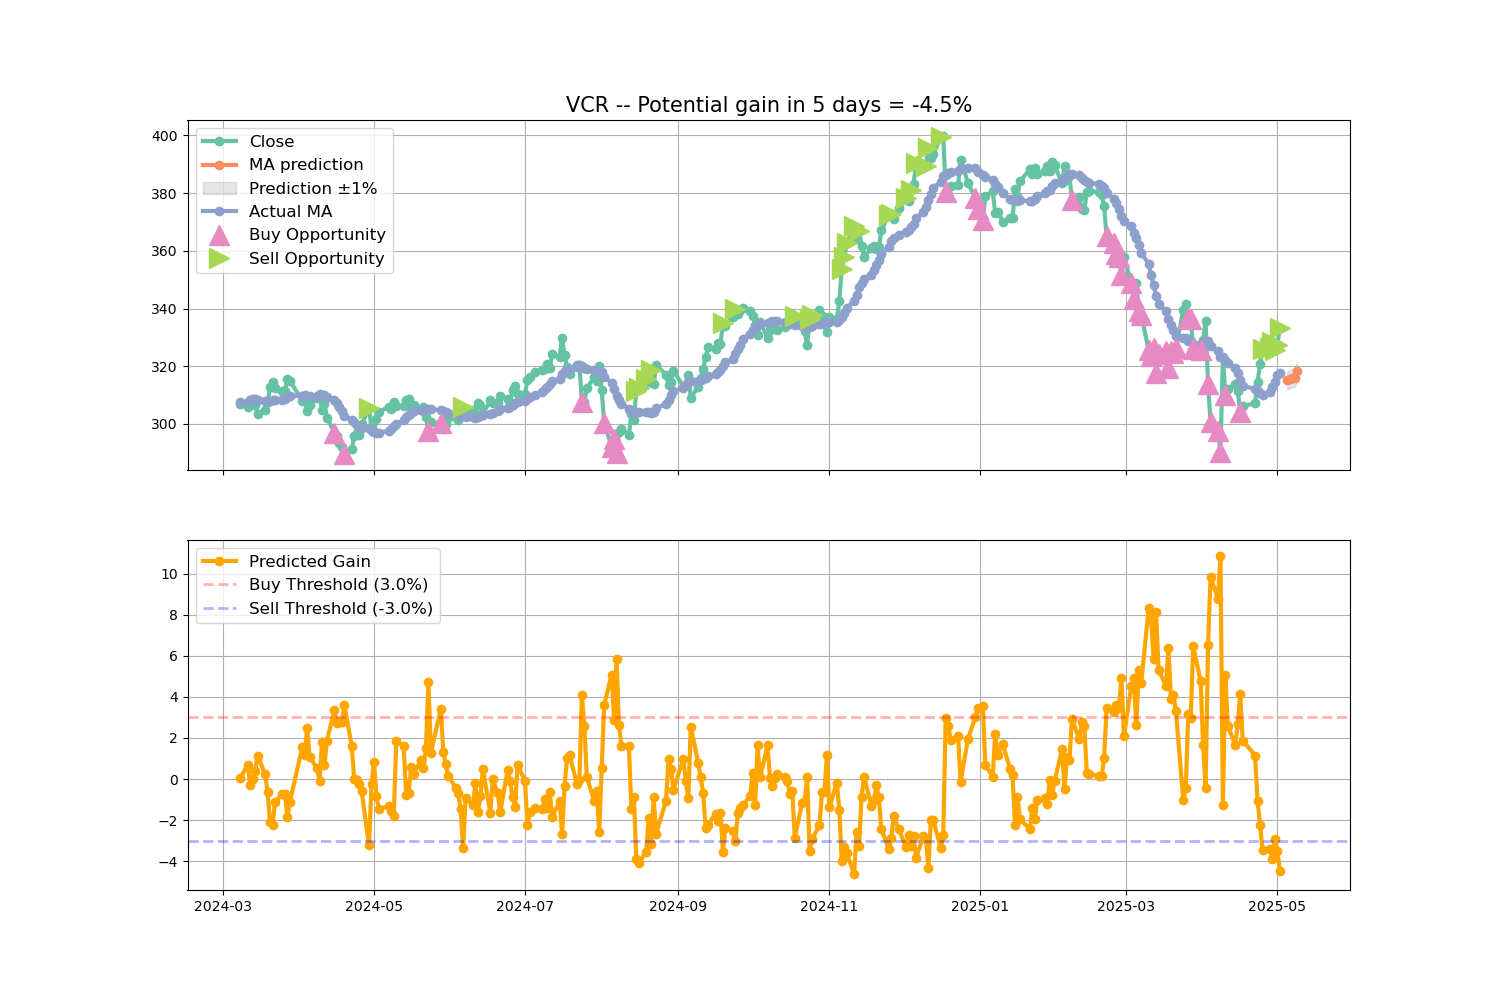 VCR -- Potential gain in 5 days = -4.5%
400
380
360
340
320
300
Close
MA prediction
Prediction ±1%
Actual MA
Buy Opportunity
Sell Opportunity
10
8
6
4
2
0
−2
−4
Predicted Gain
Buy Threshold (3.0%)
Sell Threshold (-3.0%)
2024-03 2024-05 2024-07 2024-09 2024-11 2025-01 2025-03 2025-05